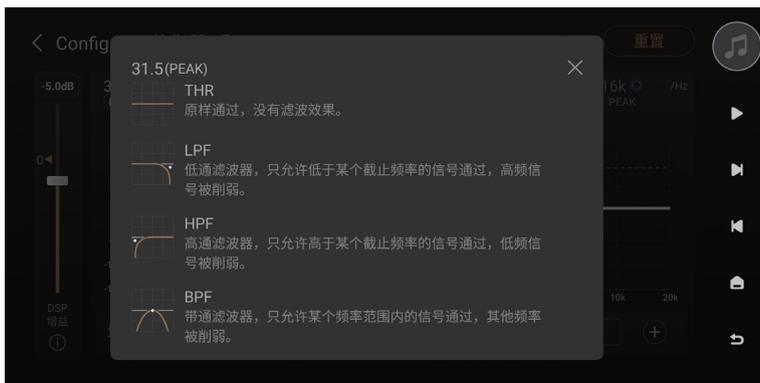 Config
重置
31.5(PEAK)
-5.0dB
3
16k
/Hz
PEAK
THR
原样通过，没有滤波效果。
LPF
低通滤波器，只允许低于某个截止频率的信号通过，高频信
号被削弱。
0
HPF
高通滤波器，只允许高于某个截止频率的信号通过，低频信
号被削弱。
-1
-1
BPF
带通滤波器，只允许某个频率范围内的信号通过，其他频率
被削弱。
10k
20k
DSP
增益